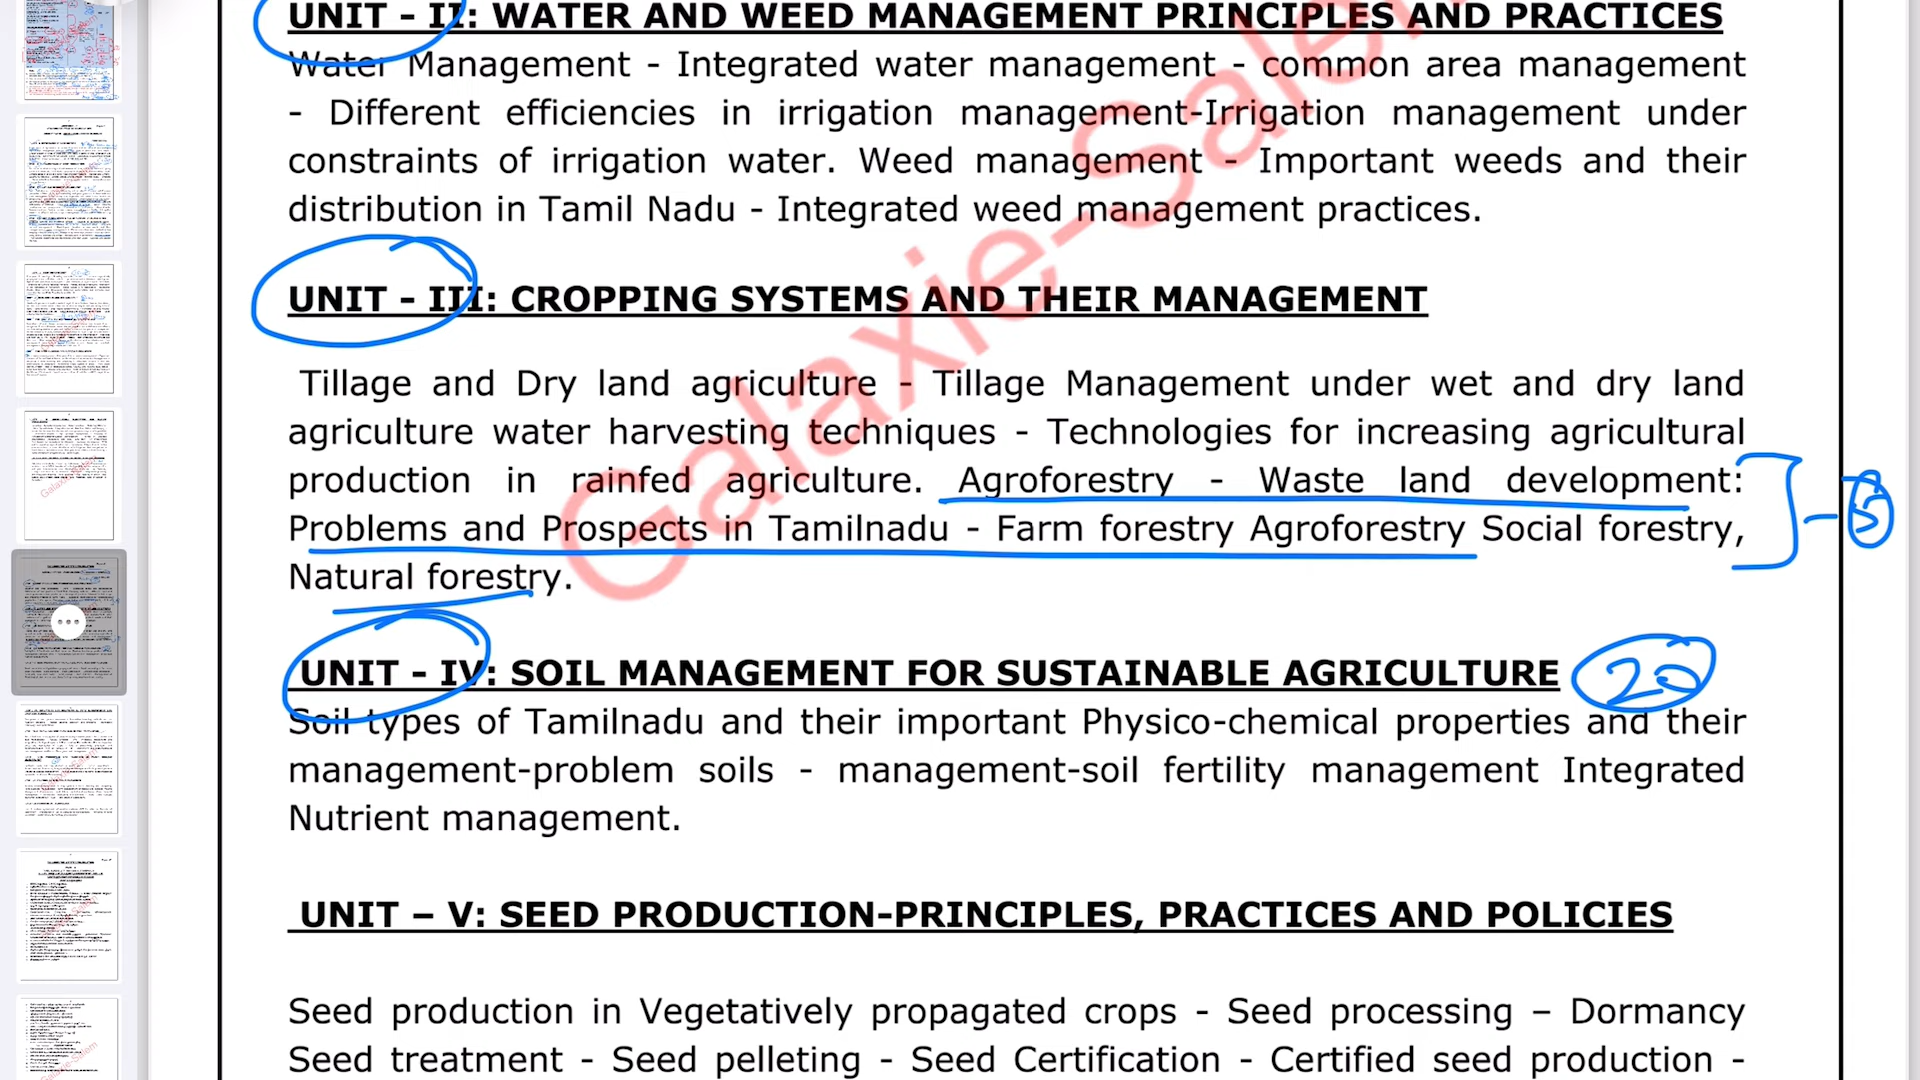 UNIT - II: WATER AND WEED MANAGEMENT PRINCIPLES AND PRACTICES
Water Management - Integrated water management - common area management
- Different efficiencies in irrigation management-Irrigation management under
constraints of irrigation water. Weed management - Important weeds and their
distribution in Tamil Nadu - Integrated weed management practices.
UNIT - III: CROPPING SYSTEMS AND THEIR MANAGEMENT
Tillage and Dry land agriculture - Tillage Management under wet and dry land
agriculture water harvesting techniques - Technologies for increasing agricultural
production in rainfed agriculture. Agroforestry - Waste land development:
Problems and Prospects in Tamilnadu - Farm forestry Agroforestry Social forestry,
Natural forestry.
UNIT - IV: SOIL MANAGEMENT FOR SUSTAINABLE AGRICULTURE 20
Soil types of Tamilnadu and their important Physico-chemical properties and their
management-problem soils - management-soil fertility management Integrated
Nutrient management.
UNIT – V: SEED PRODUCTION-PRINCIPLES, PRACTICES AND POLICIES
Seed production in Vegetatively propagated crops - Seed processing – Dormancy
Seed treatment - Seed pelleting - Seed Certification - Certified seed production -
Galaxie-Salem